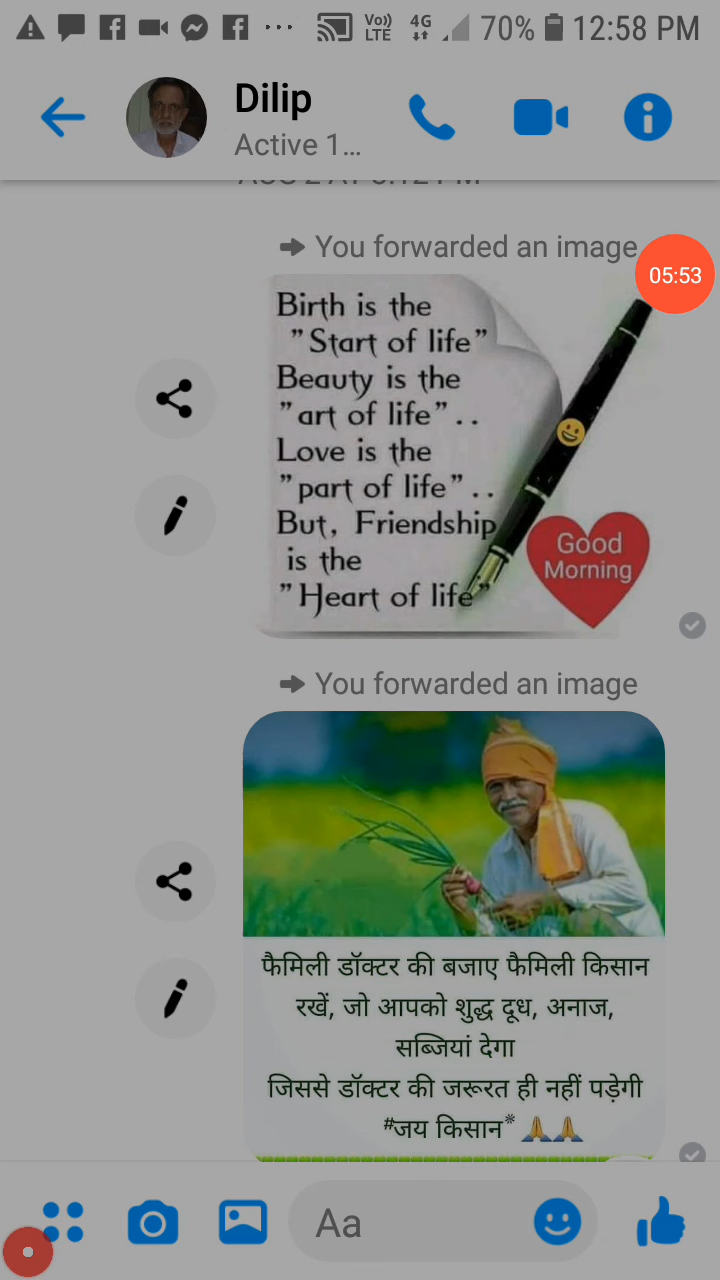 Vo)) LTE 4G 70% 12:58 PM
Dilip
Active 1...
You forwarded an image
05:53
Birth is the
"Start of life"
Beauty is the
"art of life" . .
Love is the
"part of life" . .
But, Friendship
is the
"Heart of life"
Good
Morning
You forwarded an image
फैमिली डॉक्टर की बजाए फैमिली किसान
रखें, जो आपको शुद्ध दूध, अनाज,
सब्जियां देगा
जिससे डॉक्टर की जरूरत ही नहीं पड़ेगी
#जय किसान* 🙏🙏
Aa